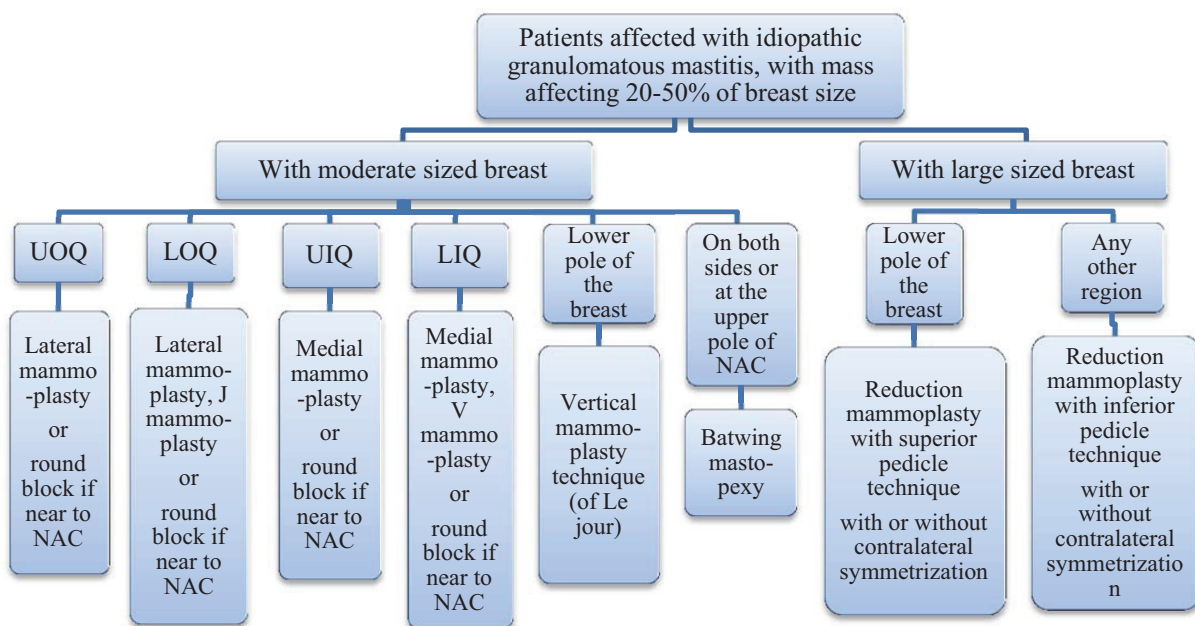 Patients affected with idiopathic
granulomatous mastitis, with mass
affecting 20-50% of breast size
With moderate sized breast
With large sized breast
UOQ
LOQ
UIQ
LIQ
Lower
pole of
the
breast
On both
sides or
at the
upper
pole of
NAC
Lower
pole of
the
breast
Any
other
region
Lateral
mammo
-plasty
or
round
block if
near to
NAC
Lateral
mammo-
plasty, J
mammo-
plasty
or
round
block if
near to
NAC
Medial
mammo
-plasty
or
round
block if
near to
NAC
Medial
mammo
-plasty,
V
mammo
-plasty
or
round
block if
near to
NAC
Vertical
mammo-
plasty
technique
(of Le
jour)
Batwing
masto-
pexy
Reduction
mammoplasty
with superior
pedicle
technique
with or without
contralateral
symmetrization
Reduction
mammoplasty
with inferior
pedicle
technique
with or
without
contralateral
symmetrizatio
n